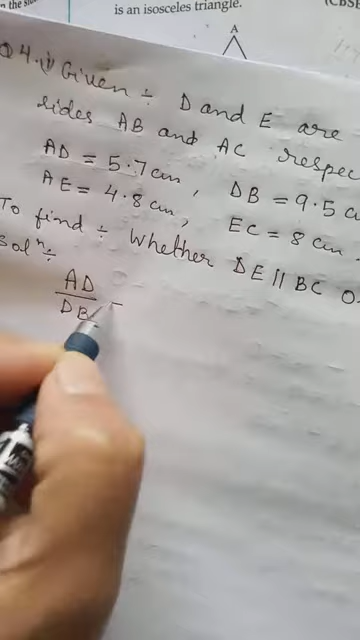 is an isosceles triangle.
(CBSE
A
Q4. (i) Given ÷ D and E are
sides AB and AC respec
AD = 5.7 cm, DB = 9.5 c
AE = 4.8 cm, EC = 8 cm
To find ÷ Whether DE || BC o
Solⁿ ÷
AD
DB